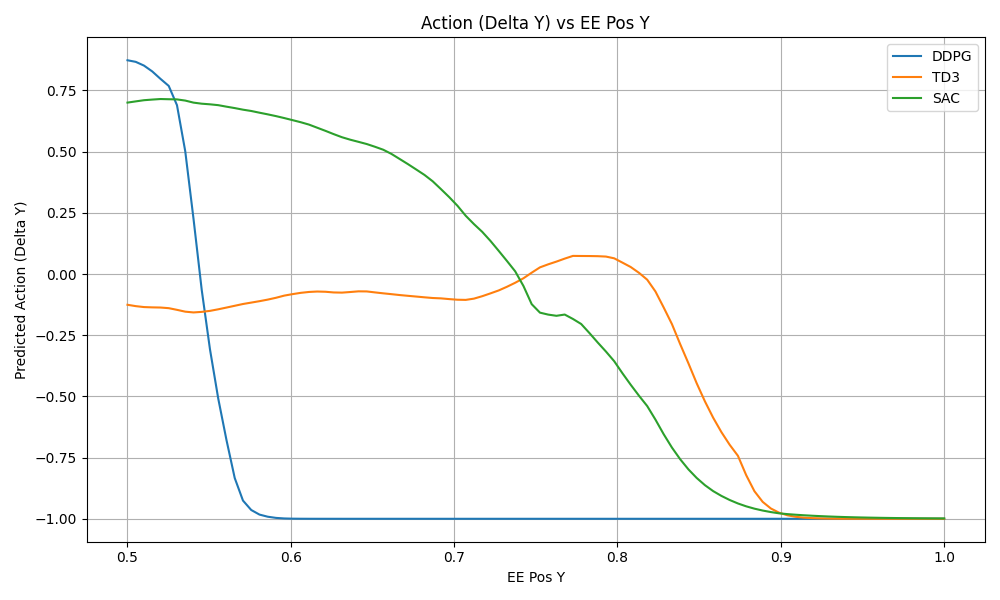 Action (Delta Y) vs EE Pos Y
DDPG
TD3
SAC
Predicted Action (Delta Y)
0.75
0.50
0.25
0.00
−0.25
−0.50
−0.75
−1.00
0.5 0.6 0.7 0.8 0.9 1.0
EE Pos Y